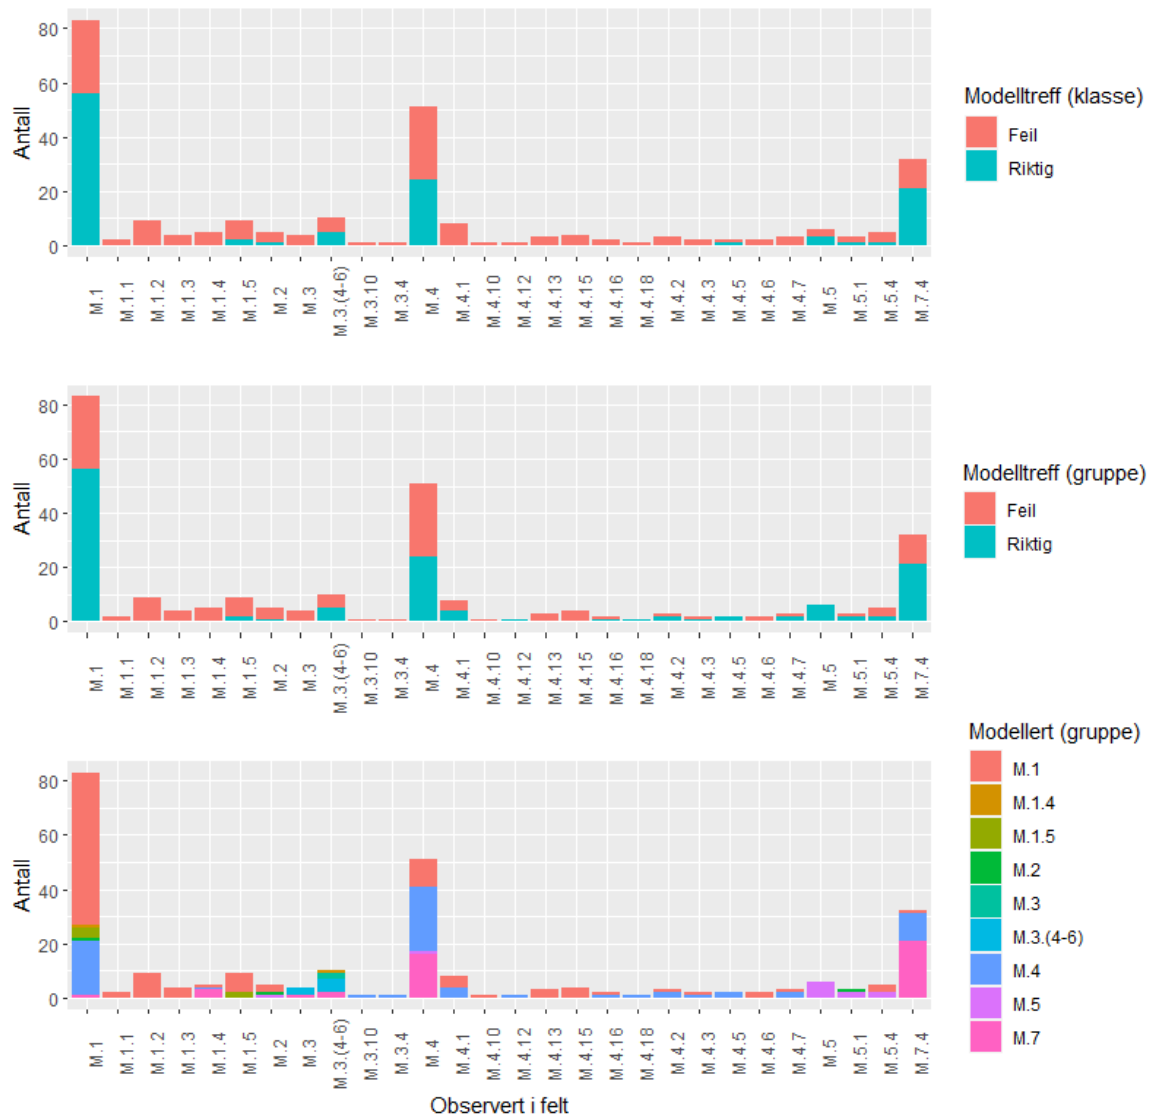 80
60
40
20
0
Antall
M.1
M.1.1
M.1.2
M.1.3
M.1.4
M.1.5
M.2
M.3
M.3.(4-6)
M.3.10
M.3.4
M.4
M.4.1
M.4.10
M.4.12
M.4.13
M.4.15
M.4.16
M.4.18
M.4.2
M.4.3
M.4.5
M.4.6
M.4.7
M.5
M.5.1
M.5.4
M.7.4
Modelltreff (klasse)
Feil
Riktig
80
60
40
20
0
Antall
M.1
M.1.1
M.1.2
M.1.3
M.1.4
M.1.5
M.2
M.3
M.3.(4-6)
M.3.10
M.3.4
M.4
M.4.1
M.4.10
M.4.12
M.4.13
M.4.15
M.4.16
M.4.18
M.4.2
M.4.3
M.4.5
M.4.6
M.4.7
M.5
M.5.1
M.5.4
M.7.4
Modelltreff (gruppe)
Feil
Riktig
80
60
40
20
0
Antall
M.1
M.1.1
M.1.2
M.1.3
M.1.4
M.1.5
M.2
M.3
M.3.(4-6)
M.3.10
M.3.4
M.4
M.4.1
M.4.10
M.4.12
M.4.13
M.4.15
M.4.16
M.4.18
M.4.2
M.4.3
M.4.5
M.4.6
M.4.7
M.5
M.5.1
M.5.4
M.7.4
Observert i felt
Modellert (gruppe)
M.1
M.1.4
M.1.5
M.2
M.3
M.3.(4-6)
M.4
M.5
M.7